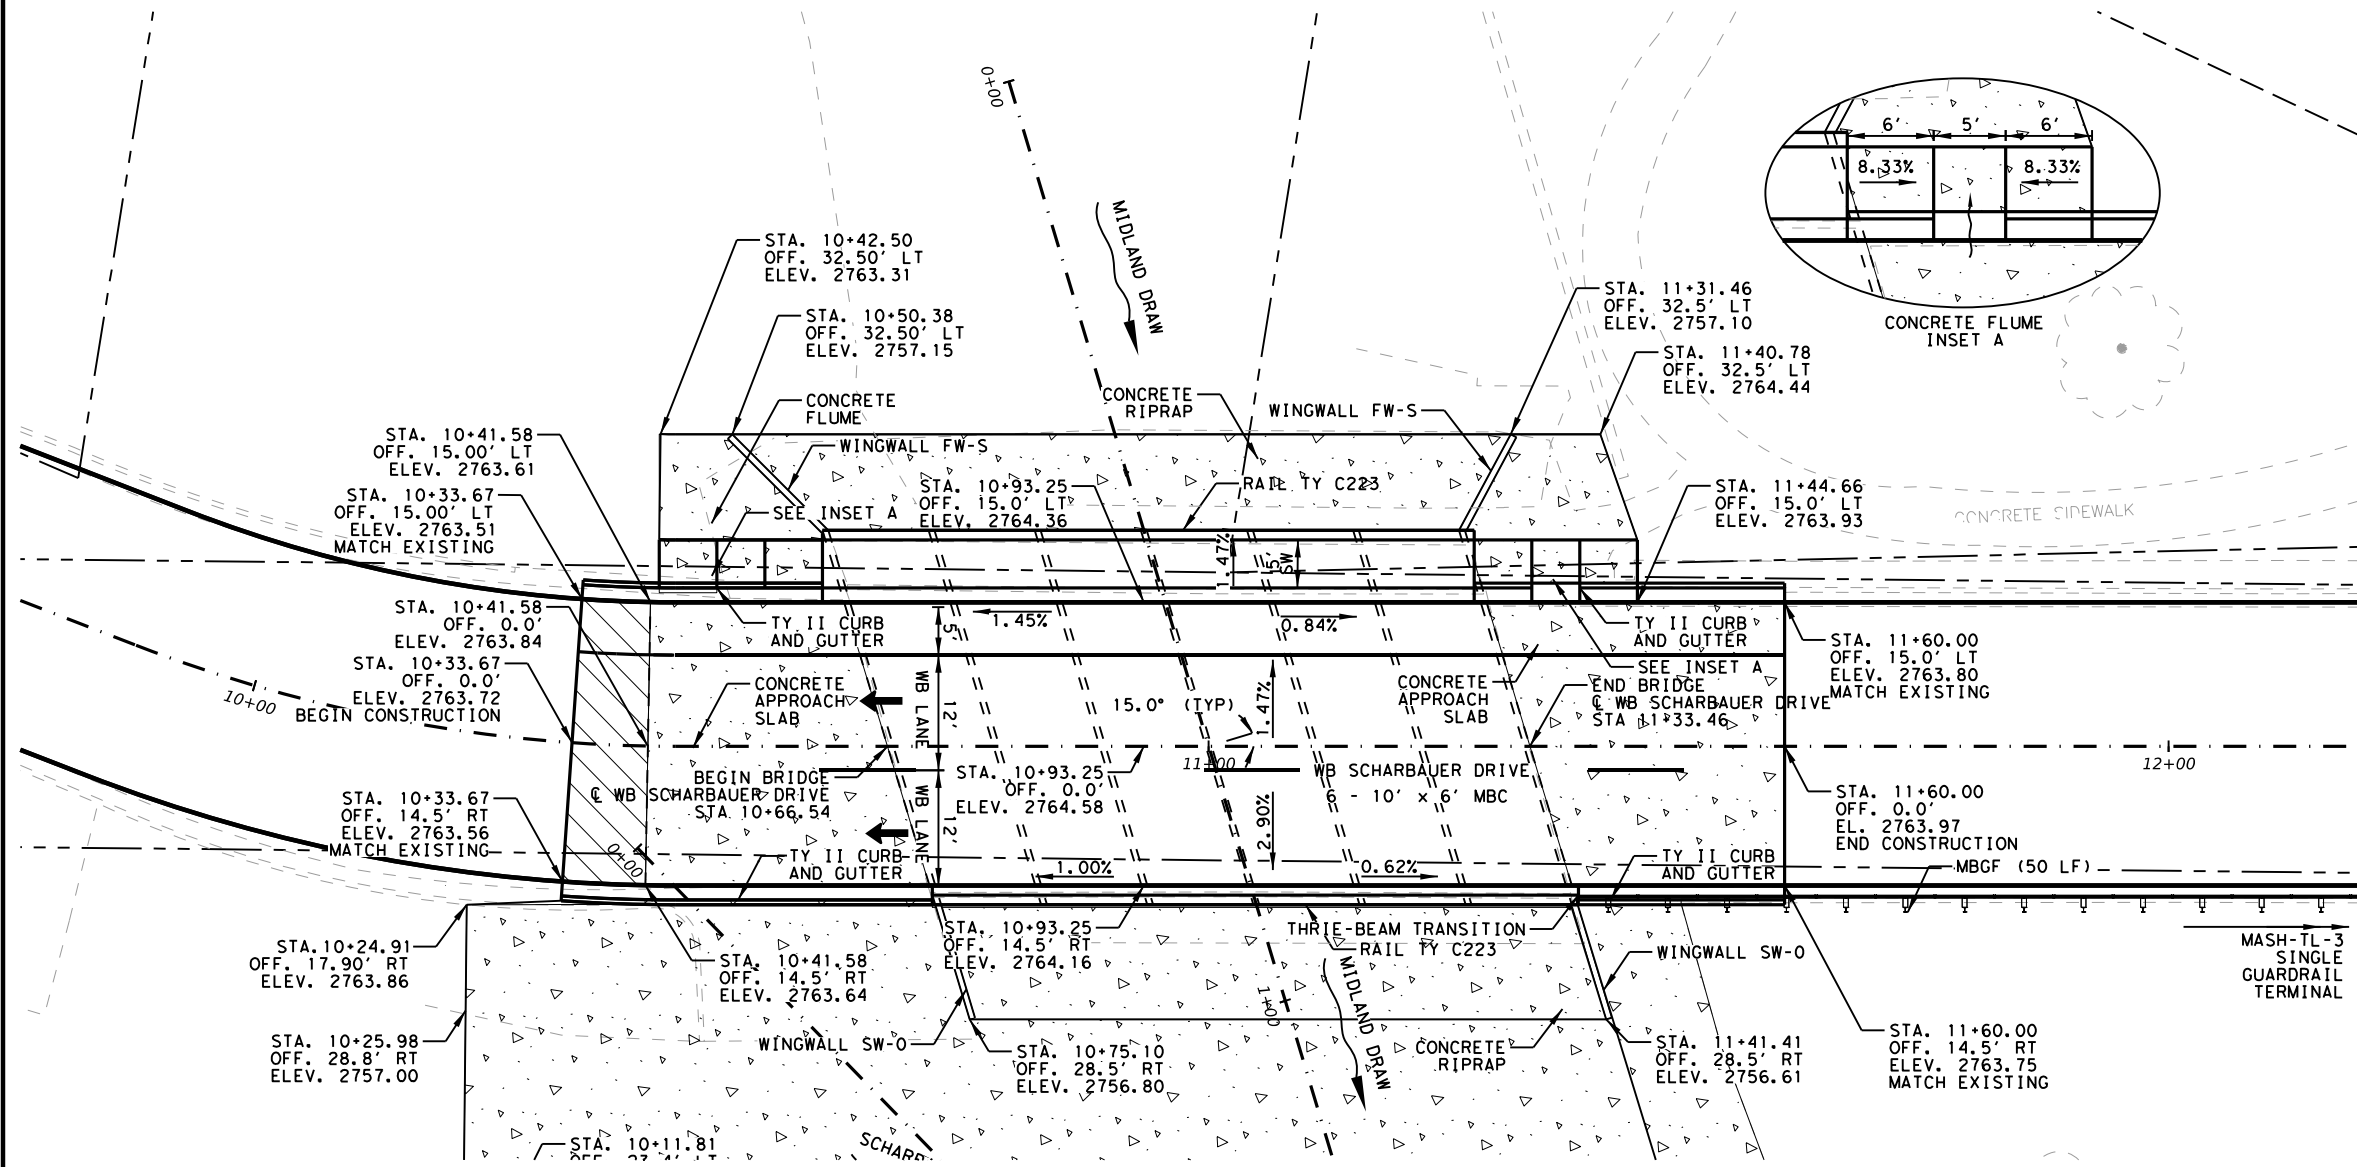 0+00
MIDLAND DRAW
6'
5'
6'
8.33%
8.33%
CONCRETE FLUME
INSET A
STA. 10+42.50
OFF. 32.50' LT
ELEV. 2763.31
STA. 10+50.38
OFF. 32.50' LT
ELEV. 2757.15
STA. 11+31.46
OFF. 32.5' LT
ELEV. 2757.10
STA. 11+40.78
OFF. 32.5' LT
ELEV. 2764.44
CONCRETE
FLUME
CONCRETE
RIPRAP
WINGWALL FW-S
WINGWALL FW-S
STA. 10+41.58
OFF. 15.00' LT
ELEV. 2763.61
STA. 10+33.67
OFF. 15.00' LT
ELEV. 2763.51
MATCH EXISTING
SEE INSET A
STA. 10+93.25
OFF. 15.0' LT
ELEV. 2764.36
RAIL TY C223
STA. 11+44.66
OFF. 15.0' LT
ELEV. 2763.93
CONCRETE SIDEWALK
1.47%
5'
SW
STA. 10+41.58
OFF. 0.0'
ELEV. 2763.84
STA. 10+33.67
OFF. 0.0'
ELEV. 2763.72
BEGIN CONSTRUCTION
10+00
TY II CURB
AND GUTTER
5'
1.45%
0.84%
TY II CURB
AND GUTTER
SEE INSET A
STA. 11+60.00
OFF. 15.0' LT
ELEV. 2763.80
MATCH EXISTING
CONCRETE
APPROACH
SLAB
WB LANE
12'
15.0° (TYP)
1.47%
CONCRETE
APPROACH
SLAB
END BRIDGE
℄ WB SCHARBAUER DRIVE
STA 11+33.46
BEGIN BRIDGE
℄ WB SCHARBAUER DRIVE
STA 10+66.54
WB LANE
12'
STA. 10+93.25
OFF. 0.0'
ELEV. 2764.58
11+00
WB SCHARBAUER DRIVE
6 - 10' x 6' MBC
2.90%
12+00
STA. 11+60.00
OFF. 0.0'
EL. 2763.97
END CONSTRUCTION
STA. 10+33.67
OFF. 14.5' RT
ELEV. 2763.56
MATCH EXISTING
0+00
TY II CURB
AND GUTTER
1.00%
0.62%
TY II CURB
AND GUTTER
MBGF (50 LF)
STA.10+24.91
OFF. 17.90' RT
ELEV. 2763.86
STA. 10+41.58
OFF. 14.5' RT
ELEV. 2763.64
STA. 10+93.25
OFF. 14.5' RT
ELEV. 2764.16
THRIE-BEAM TRANSITION
RAIL TY C223
WINGWALL SW-O
MASH-TL-3
SINGLE
GUARDRAIL
TERMINAL
1+00
MIDLAND DRAW
STA. 10+25.98
OFF. 28.8' RT
ELEV. 2757.00
WINGWALL SW-O
STA. 10+75.10
OFF. 28.5' RT
ELEV. 2756.80
CONCRETE
RIPRAP
STA. 11+41.41
OFF. 28.5' RT
ELEV. 2756.61
STA. 11+60.00
OFF. 14.5' RT
ELEV. 2763.75
MATCH EXISTING
STA. 10+11.81